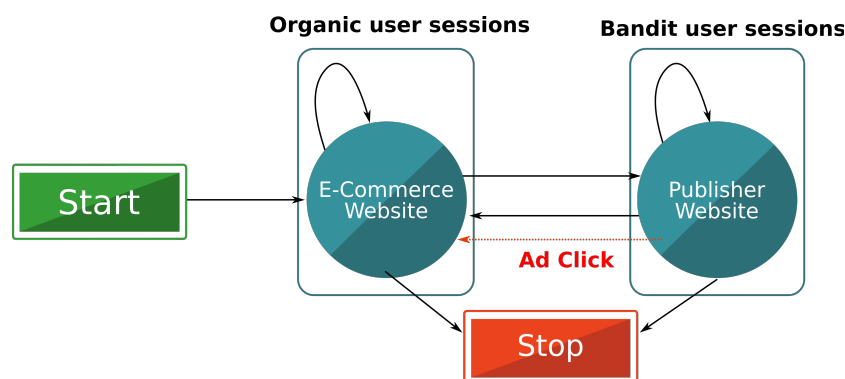 Organic user sessions
Bandit user sessions
Start
E-Commerce
Website
Publisher
Website
Ad Click
Stop